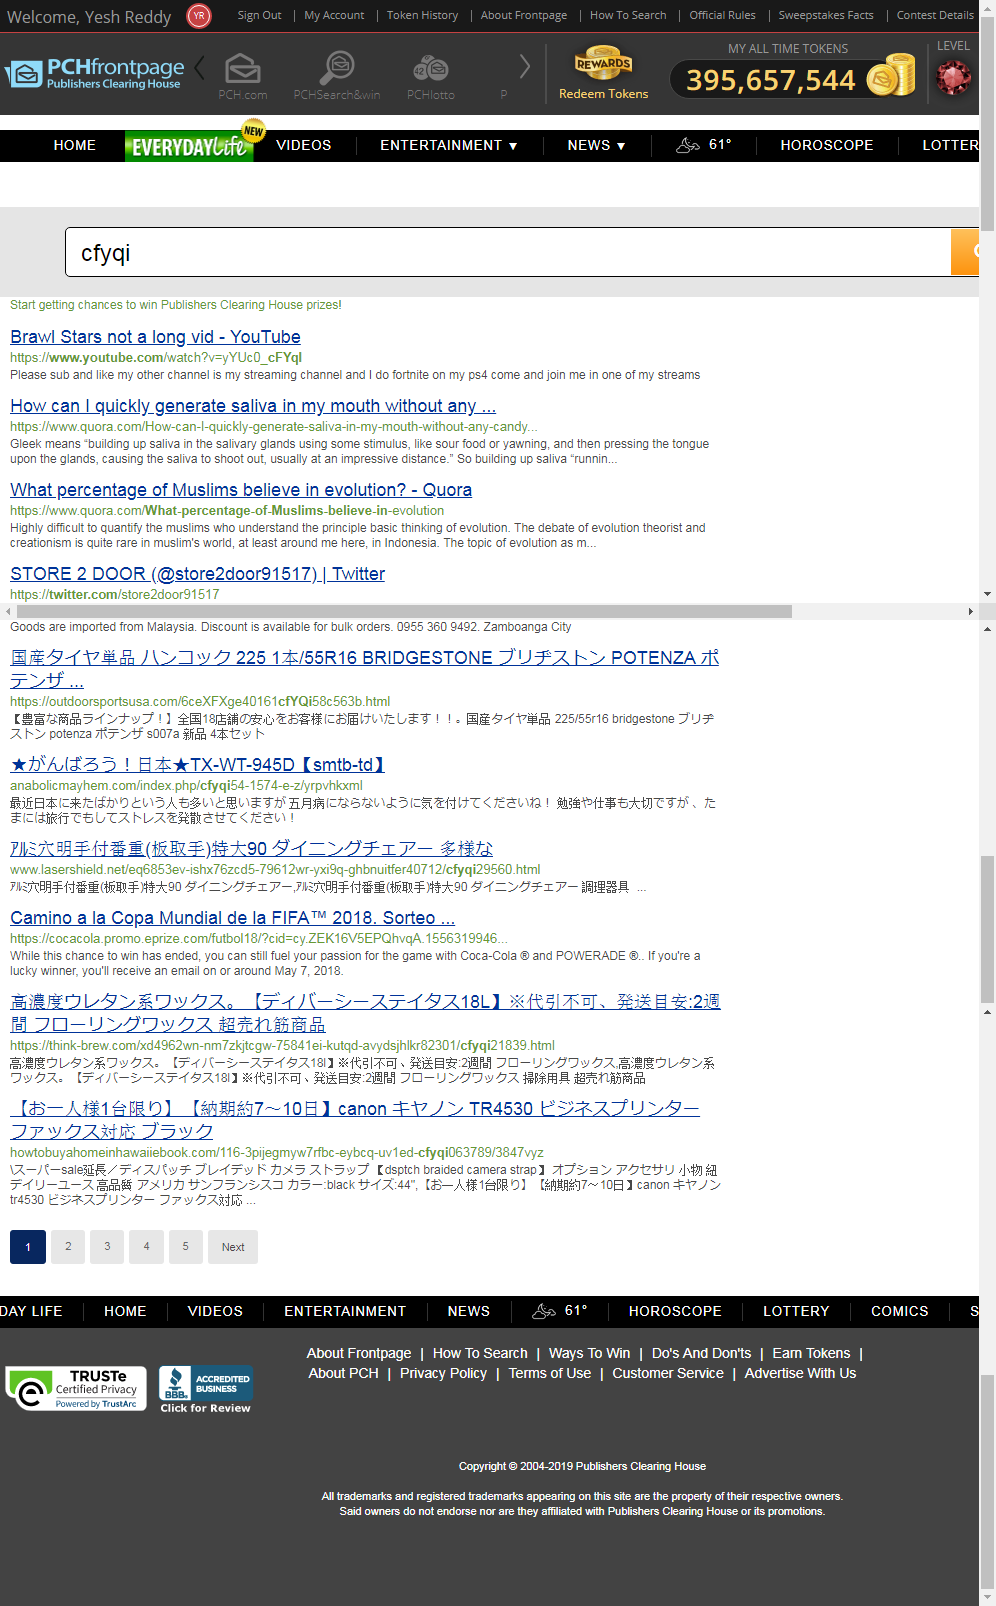 Welcome, Yesh Reddy YR Sign Out | My Account | Token History | About Frontpage | How To Search | Official Rules | Sweepstakes Facts | Contest Details
PCHfrontpage
Publishers Clearing House
PCH.com PCHSearch&win PCHlotto P
REWARDS
Redeem Tokens
MY ALL TIME TOKENS
395,657,544
LEVEL
HOME EVERYDAY Life NEW VIDEOS ENTERTAINMENT ▼ NEWS ▼ 61° HOROSCOPE LOTTER
cfyqi
Start getting chances to win Publishers Clearing House prizes!
Brawl Stars not a long vid - YouTube
https://www.youtube.com/watch?v=yYUc0_cFYqI
Please sub and like my other channel is my streaming channel and I do fortnite on my ps4 come and join me in one of my streams
How can I quickly generate saliva in my mouth without any ...
https://www.quora.com/How-can-I-quickly-generate-saliva-in-my-mouth-without-any-candy...
Gleek means “building up saliva in the salivary glands using some stimulus, like sour food or yawning, and then pressing the tongue
upon the glands, causing the saliva to shoot out, usually at an impressive distance.” So building up saliva “runnin...
What percentage of Muslims believe in evolution? - Quora
https://www.quora.com/What-percentage-of-Muslims-believe-in-evolution
Highly difficult to quantify the muslims who understand the principle basic thinking of evolution. The debate of evolution theorist and
creationism is quite rare in muslim's world, at least around me here, in Indonesia. The topic of evolution as m...
STORE 2 DOOR (@store2door91517) | Twitter
https://twitter.com/store2door91517
Goods are imported from Malaysia. Discount is available for bulk orders. 0955 360 9492. Zamboanga City
国産タイヤ単品 ハンコック 225 1本/55R16 BRIDGESTONE ブリヂストン POTENZA ポ
テンザ ...
https://outdoorsportsusa.com/6ceXFXge40161cfYQi58c563b.html
【豊富な商品ラインナップ！】全国18店舗の安心をお客様にお届けいたします！！。国産タイヤ単品 225/55r16 bridgestone ブリヂ
ストン potenza ポテンザ s007a 新品 4本セット
★がんばろう！日本★TX-WT-945D【smtb-td】
anabolicmayhem.com/index.php/cfyqi54-1574-e-z/yrpvhkxml
最近日本に来たばかりという人も多いと思いますが五月病にならないように気を付けてくださいね！ 勉強や仕事も大切ですが、た
まには旅行でもしてストレスを発散させてください！
ｱﾙﾐ穴明手付番重(板取手)特大90 ダイニングチェアー 多様な
www.lasershield.net/eq6853ev-ishx76zcd5-79612wr-yxi9q-ghbnuitfer40712/cfyqi29560.html
ｱﾙﾐ穴明手付番重(板取手)特大90 ダイニングチェアー,ｱﾙﾐ穴明手付番重(板取手)特大90 ダイニングチェアー 調理器具 ...
Camino a la Copa Mundial de la FIFA™ 2018. Sorteo ...
https://cocacola.promo.eprize.com/futbol18/?cid=cy.ZEK16V5EPQhvqA.1556319946...
While this chance to win has ended, you can still fuel your passion for the game with Coca-Cola ® and POWERADE ®.. If you're a
lucky winner, you'll receive an email on or around May 7, 2018.
高濃度ウレタン系ワックス。【ディバーシーステイタス18L】※代引不可、発送目安:2週
間 フローリングワックス 超売れ筋商品
https://think-brew.com/xd4962wn-nm7zkjtcgw-75841ei-kutqd-avydsjhlkr82301/cfyqi21839.html
高濃度ウレタン系ワックス。【ディバーシーステイタス18l】※代引不可、発送目安:2週間 フローリングワックス,高濃度ウレタン系
ワックス。【ディバーシーステイタス18l】※代引不可、発送目安:2週間 フローリングワックス 掃除用具 超売れ筋商品
【お一人様1台限り】【納期約7～10日】canon キヤノン TR4530 ビジネスプリンター
ファックス対応 ブラック
howtobuyahomeinhawaiiebook.com/116-3pijegmyw7rfbc-eybcq-uv1ed-cfyqi063789/3847vyz
\スーパーsale延長／ディスパッチ ブレイデッド カメラ ストラップ 【dsptch braided camera strap】 オプション アクセサリ 小物 紐
デイリーユース 高品質 アメリカ サンフランシスコ カラー:black サイズ:44",【お一人様1台限り】【納期約7～10日】canon キヤノン
tr4530 ビジネスプリンター ファックス対応 ...
1 2 3 4 5 Next
DAY LIFE HOME VIDEOS ENTERTAINMENT NEWS 61° HOROSCOPE LOTTERY COMICS S
About Frontpage | How To Search | Ways To Win | Do's And Don'ts | Earn Tokens |
About PCH | Privacy Policy | Terms of Use | Customer Service | Advertise With Us
TRUSTe
Certified Privacy
Powered by TrustArc
BBB. ACCREDITED BUSINESS
Click for Review
Copyright © 2004-2019 Publishers Clearing House
All trademarks and registered trademarks appearing on this site are the property of their respective owners.
Said owners do not endorse nor are they affiliated with Publishers Clearing House or its promotions.